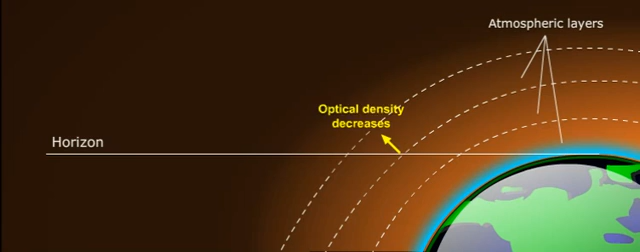 Atmospheric layers
Optical density
decreases
Horizon